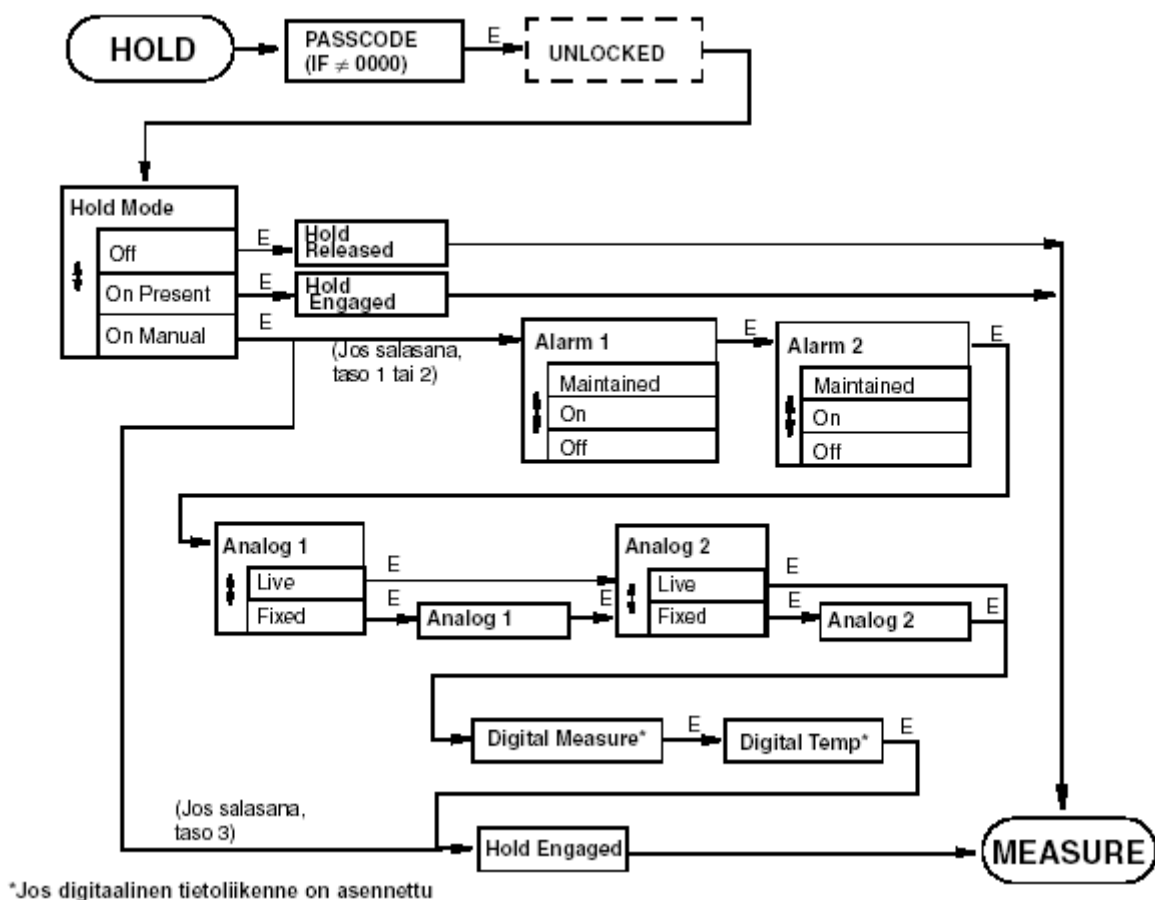 HOLD
PASSCODE
(IF ≠ 0000)
E
UNLOCKED
Hold Mode
Off
On Present
On Manual
E
Hold
Released
E
Hold
Engaged
E
(Jos salasana,
taso 1 tai 2)
Alarm 1
Maintained
On
Off
E
Alarm 2
Maintained
On
Off
E
Analog 1
Live
Fixed
E
E
Analog 1
E
Analog 2
Live
Fixed
E
E
Analog 2
E
Digital Measure*
E
Digital Temp*
E
(Jos salasana,
taso 3)
Hold Engaged
MEASURE
*Jos digitaalinen tietoliikenne on asennettu